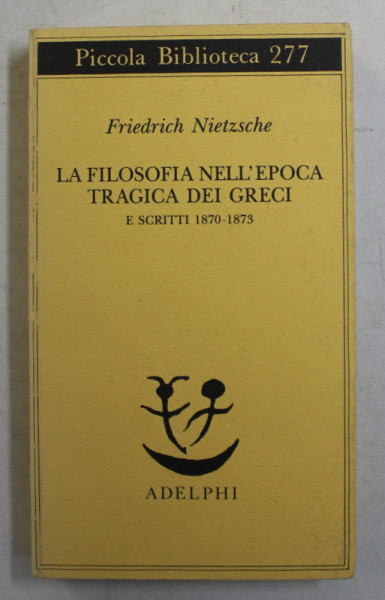 Piccola Biblioteca 277
Friedrich Nietzsche
LA FILOSOFIA NELL'EPOCA
TRAGICA DEI GRECI
E SCRITTI 1870-1873
ADELPHI